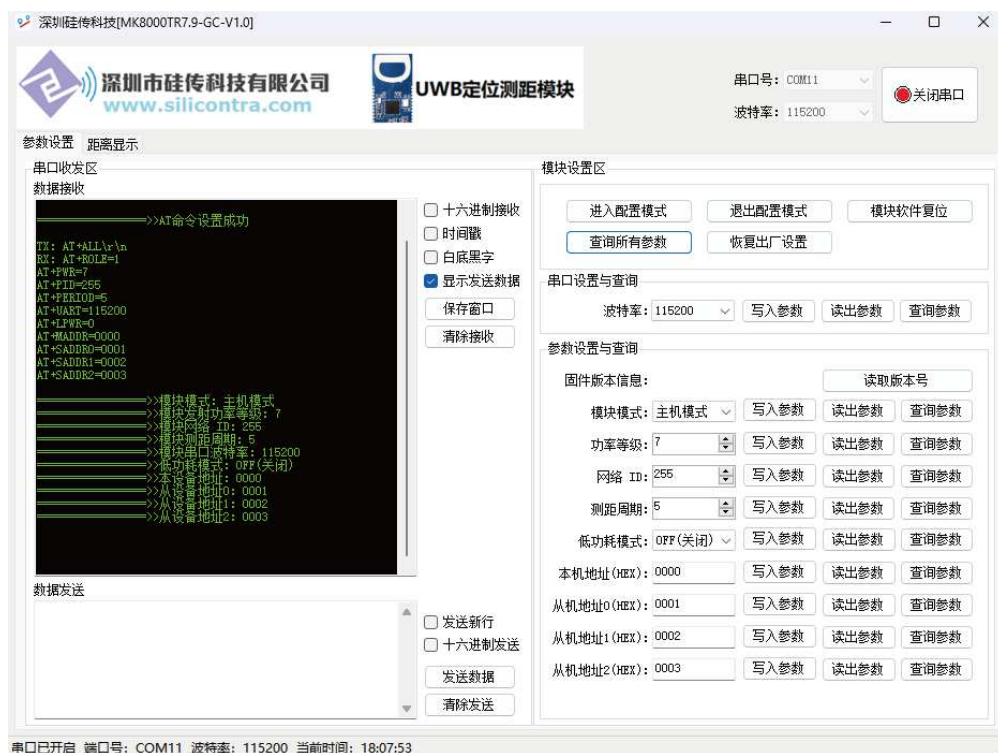 深圳硅传科技[MK8000TR7.9-GC-V1.0]
深圳市硅传科技有限公司
www.silicontra.com
UWB定位测距模块
串口号: COM11
波特率: 115200
关闭串口
参数设置 距离显示
串口收发区
数据接收
>>AT命令设置成功
TX: AT+ALL\r\n
RX: AT+ROLE=1
AT+PWR=7
AT+PID=255
AT+PERIOD=5
AT+UART=115200
AT+LPWR=0
AT+MADDR=0000
AT+SADDR0=0001
AT+SADDR1=0002
AT+SADDR2=0003
>>模块模式: 主机模式
>>模块发射功率等级: 7
>>模块网络 ID: 255
>>模块测距周期: 5
>>模块串口波特率: 115200
>>低功耗模式: OFF(关闭)
>>本设备地址: 0000
>>从设备地址0: 0001
>>从设备地址1: 0002
>>从设备地址2: 0003
十六进制接收
时间戳
白底黑字
显示发送数据
保存窗口
清除接收
数据发送
发送新行
十六进制发送
发送数据
清除发送
模块设置区
进入配置模式 退出配置模式 模块软件复位
查询所有参数 恢复出厂设置
串口设置与查询
波特率: 115200 写入参数 读出参数 查询参数
参数设置与查询
固件版本信息: 读取版本号
模块模式: 主机模式 写入参数 读出参数 查询参数
功率等级: 7 写入参数 读出参数 查询参数
网络 ID: 255 写入参数 读出参数 查询参数
测距周期: 5 写入参数 读出参数 查询参数
低功耗模式: OFF(关闭) 写入参数 读出参数 查询参数
本机地址(HEX): 0000 写入参数 读出参数 查询参数
从机地址0(HEX): 0001 写入参数 读出参数 查询参数
从机地址1(HEX): 0002 写入参数 读出参数 查询参数
从机地址2(HEX): 0003 写入参数 读出参数 查询参数
串口已开启 端口号: COM11 波特率: 115200 当前时间: 18:07:53